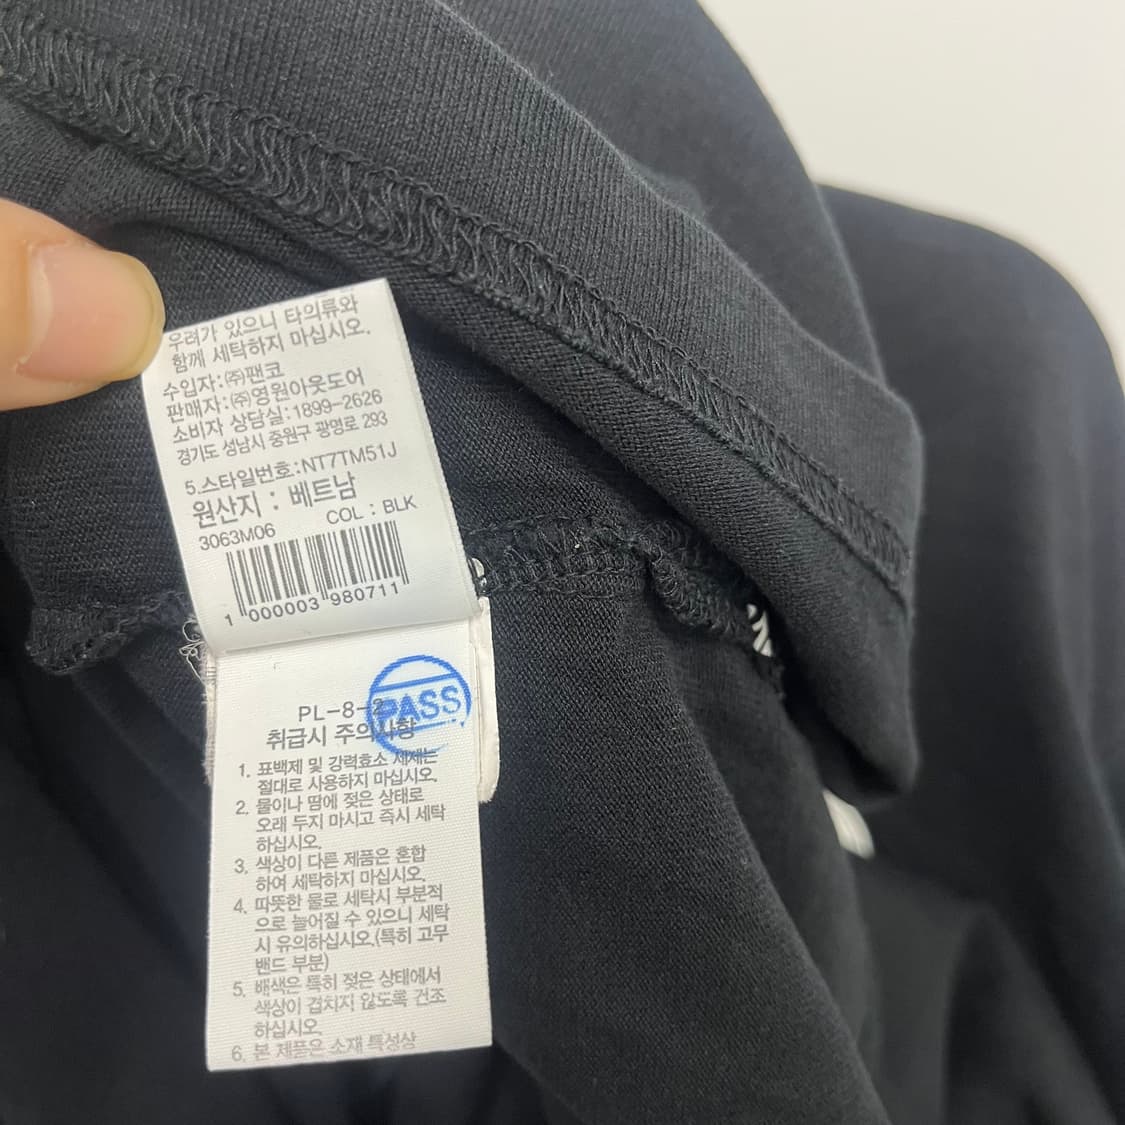 우려가 있으니 타의류와
함께 세탁하지 마십시오.
수입자:㈜팬코
판매자:㈜영원아웃도어
소비자 상담실:1899-2626
경기도 성남시 중원구 광명로 293
5.스타일번호:NT7TM51J
원산지 : 베트남
3063M06 COL : BLK
1 000003 980711
PASS
PL-8-2
취급시 주의사항
1. 표백제 및 강력효소 세제는
절대로 사용하지 마십시오.
2. 물이나 땀에 젖은 상태로
오래 두지 마시고 즉시 세탁
하십시오.
3. 색상이 다른 제품은 혼합
하여 세탁하지 마십시오.
4. 따뜻한 물로 세탁시 부분적
으로 늘어질 수 있으니 세탁
시 유의하십시오.(특히 고무
밴드 부분)
5. 배색은 특히 젖은 상태에서
색상이 겹치지 않도록 건조
하십시오.
6. 본 제품은 소재 특성상